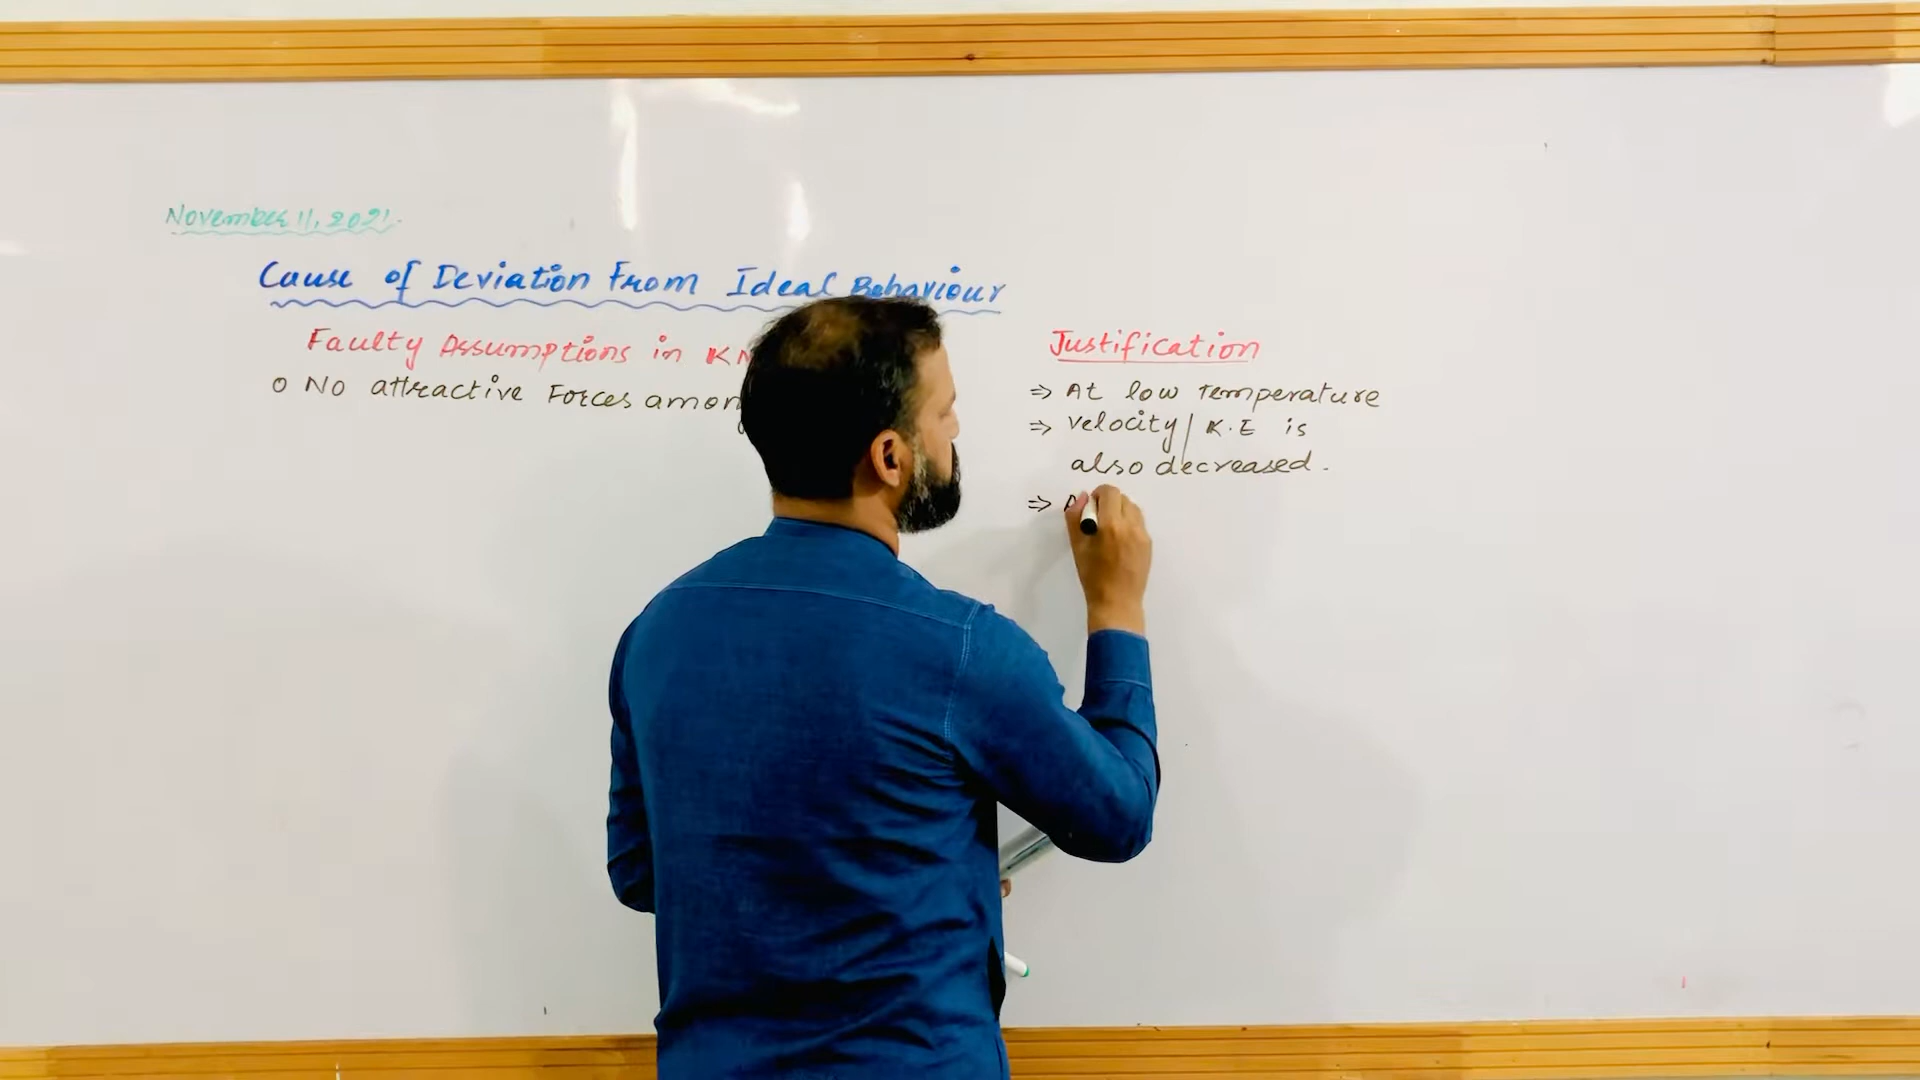 November 11, 2021.
Cause of Deviation From Ideal Behaviour
Faulty Assumptions in
Justification
o No attractive Forces
⇒ At low Temperature
⇒ velocity/K.E is
also decreased.
⇒ A